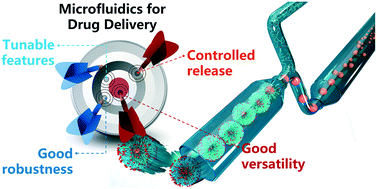 Microfluidics for
Drug Delivery
Tunable
features
Controlled
release
Good
robustness
Good
versatility